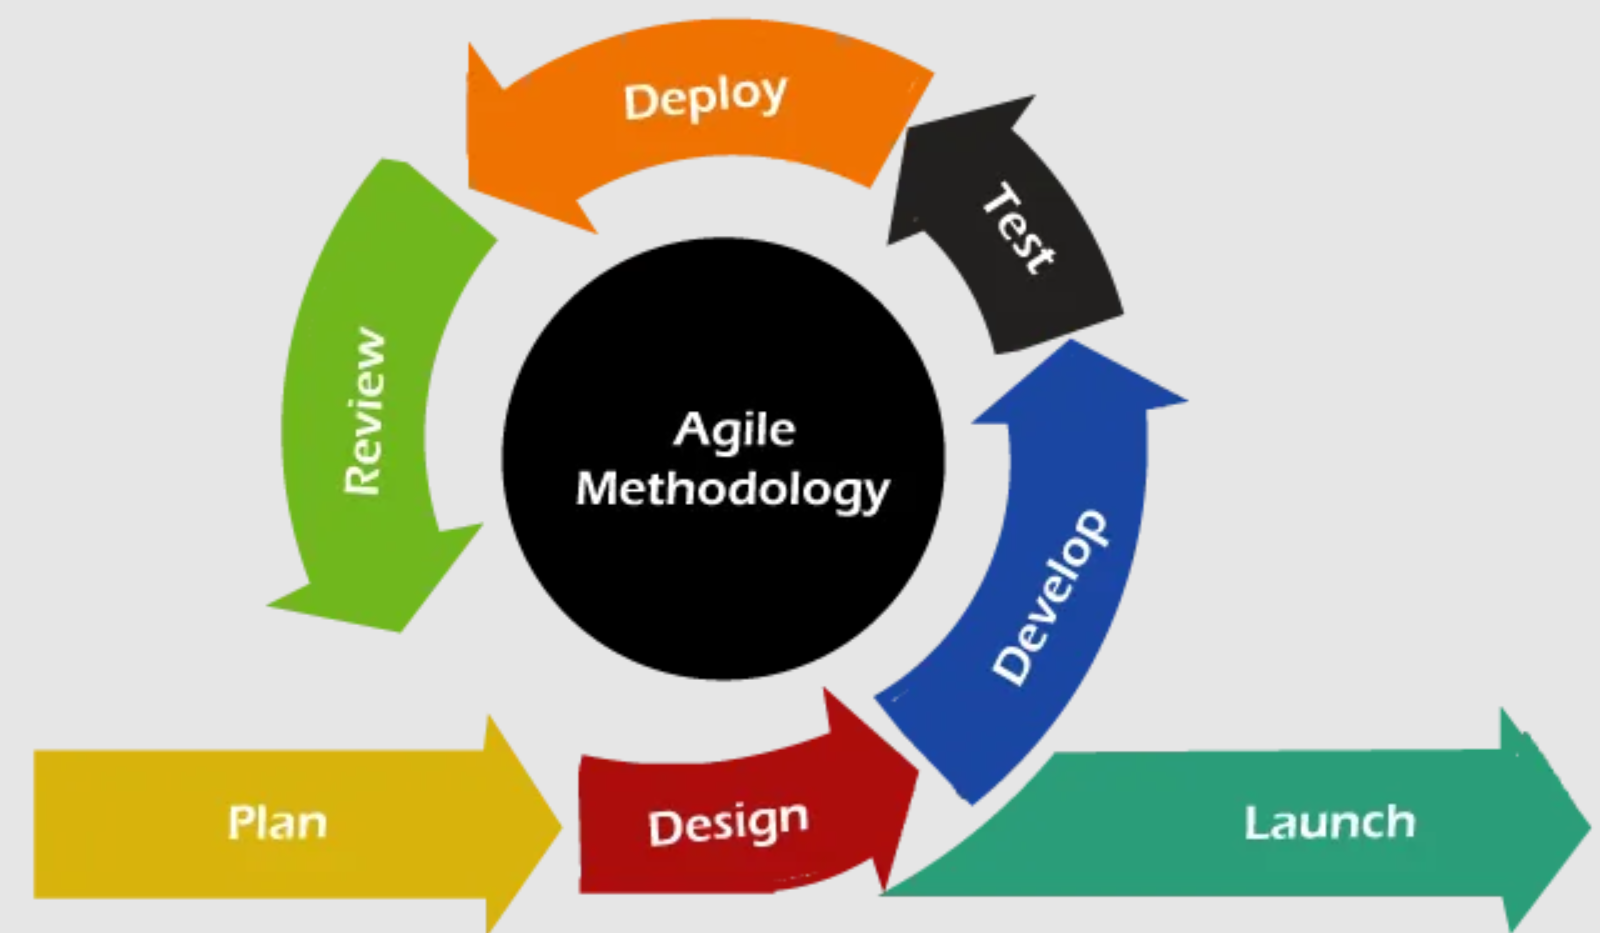 Deploy
Test
Review
Agile
Methodology
Develop
Plan
Design
Launch